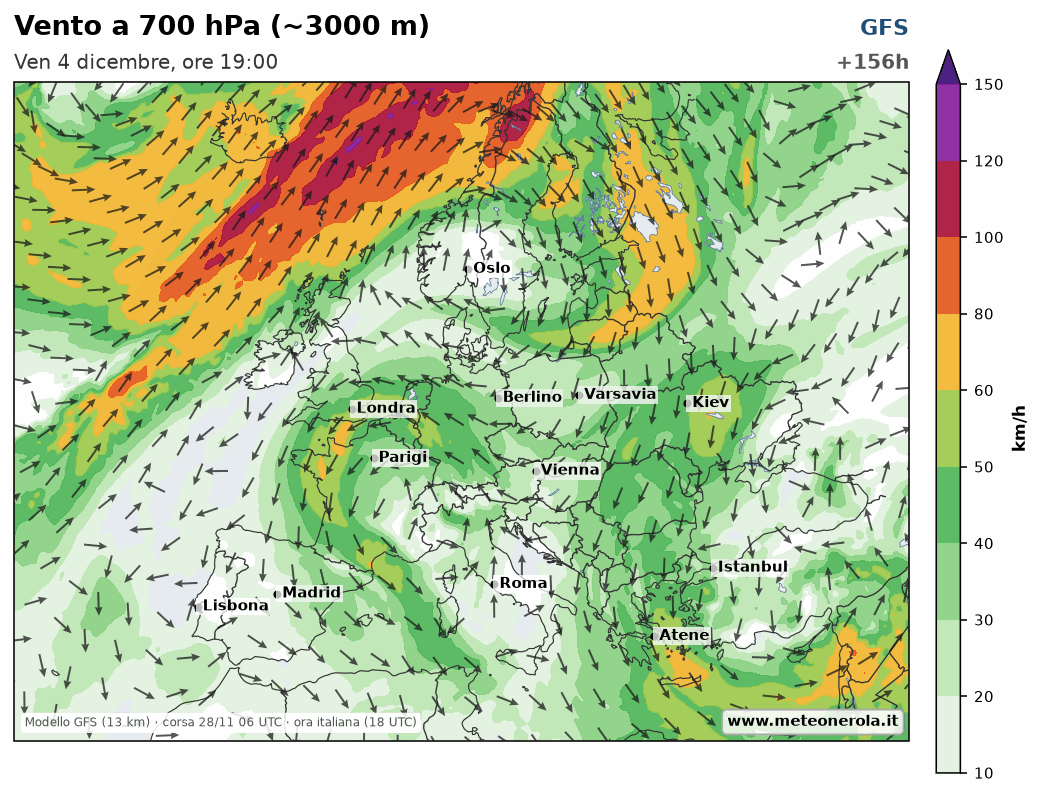 Vento a 700 hPa (~3000 m)
GFS
Ven 4 dicembre, ore 19:00
+156h
150
120
100
80
60
50
40
30
20
10
km/h
Oslo
Berlino
Varsavia
Kiev
Londra
Parigi
Vienna
Istanbul
Roma
Madrid
Lisbona
Atene
Modello GFS (13 km) · corsa 28/11 06 UTC · ora italiana (18 UTC)
www.meteonerola.it